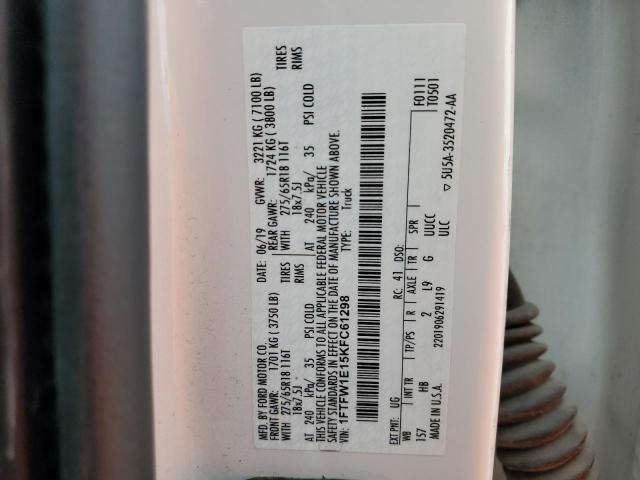 MFD. BY FORD MOTOR CO.
DATE: 06/19 GVWR: 3221 KG ( 7100 LB)
FRONT GAWR: 1701 KG ( 3750 LB) REAR GAWR: 1724 KG ( 3800 LB)
WITH 275/65R18 116T TIRES WITH 275/65R18 116T TIRES
18x7.5J RIMS 18x7.5J RIMS
AT 240 kPa/ 35 PSI COLD AT 240 kPa/ 35 PSI COLD
THIS VEHICLE CONFORMS TO ALL APPLICABLE FEDERAL MOTOR VEHICLE
SAFETY STANDARDS IN EFFECT ON THE DATE OF MANUFACTURE SHOWN ABOVE.
VIN: 1FTFW1E15KFC61298 TYPE: Truck
EXT PNT: UG RC: 41 DSO: F0111
T0501
WB INT TR TP/PS R AXLE TR SPR
157 HB 2 L9 G UUCC
MADE IN U.S.A. 2201906291419 ULC
▽ 5U5A-3520472-AA